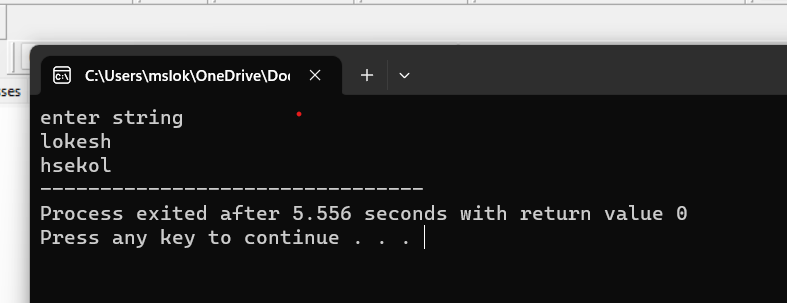 C:\Users\mslok\OneDrive\Doc
sses
enter string
lokesh
hsekol
--------------------------------
Process exited after 5.556 seconds with return value 0
Press any key to continue . . .